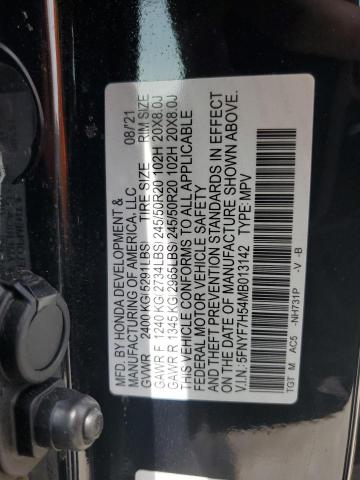 MFD. BY HONDA DEVELOPMENT & 08/21
MANUFACTURING OF AMERICA, LLC
GVWR 2400 KG(5291LBS) TIRE SIZE RIM SIZE
GAWR F 1240 KG(2734LBS) 245/50R20 102H 20X8.0J
GAWR R 1345 KG(2965LBS) 245/50R20 102H 20X8.0J
THIS VEHICLE CONFORMS TO ALL APPLICABLE
FEDERAL MOTOR VEHICLE SAFETY
AND THEFT PREVENTION STANDARDS IN EFFECT
ON THE DATE OF MANUFACTURE SHOWN ABOVE.
V.I.N.:5FNYF7H54MB013142 TYPE:MPV
TGT M AC5 -NH731P -V -B